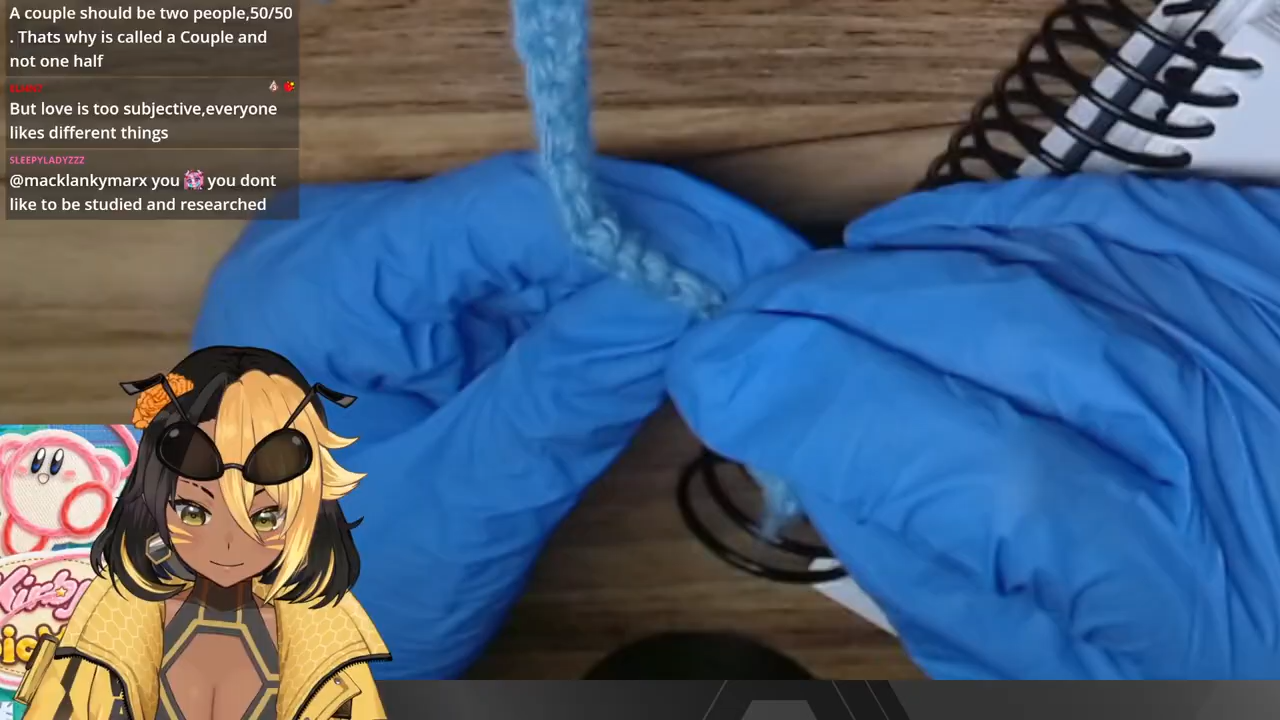 A couple should be two people,50/50
. Thats why is called a Couple and
not one half
But love is too subjective,everyone
likes different things
SLEEPYLADYZZZ
@macklankymarx you you dont
like to be studied and researched
Kirby